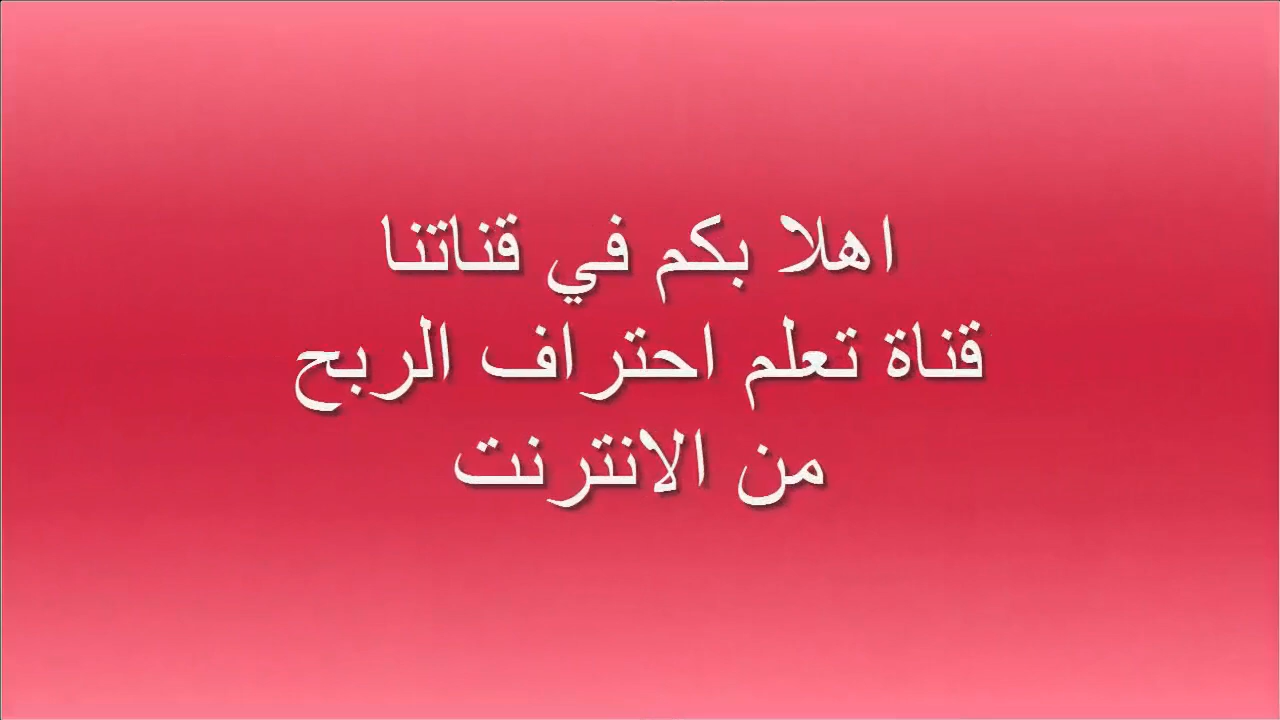 اهلا بكم في قناتنا
قناة تعلم احتراف الربح
من الانترنت